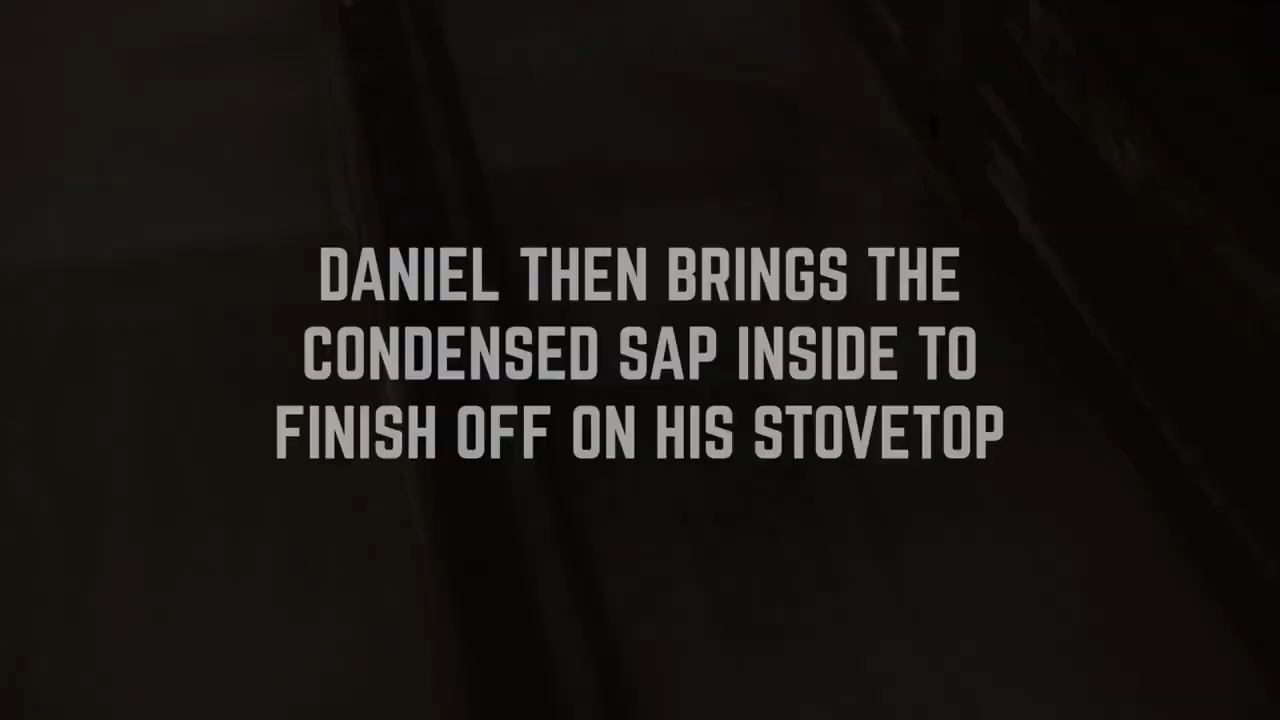 DANIEL THEN BRINGS THE
CONDENSED SAP INSIDE TO
FINISH OFF ON HIS STOVETOP